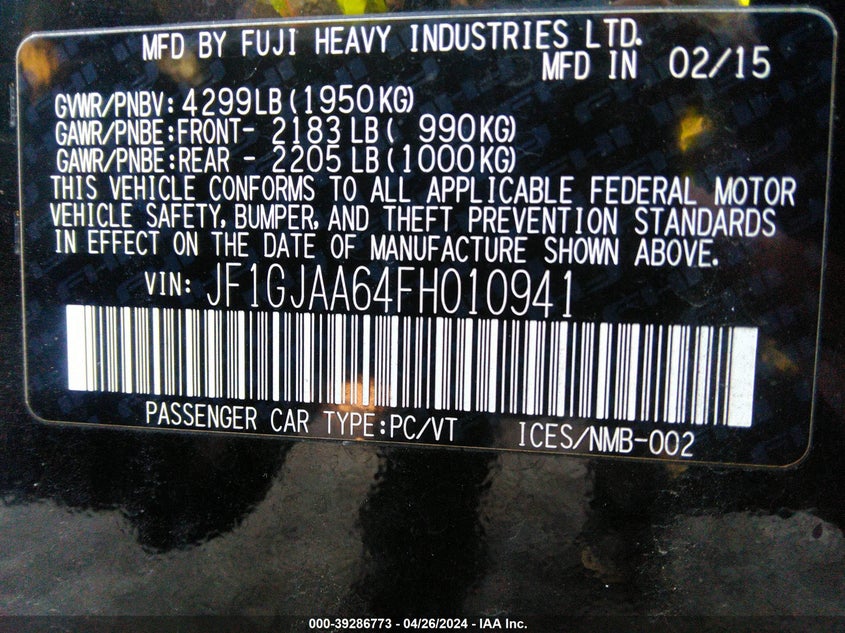 MFD BY FUJI HEAVY INDUSTRIES LTD.
MFD IN 02/15
GVWR/PNBV: 4299LB (1950KG)
GAWR/PNBE:FRONT- 2183 LB ( 990KG)
GAWR/PNBE:REAR - 2205 LB (1000KG)
THIS VEHICLE CONFORMS TO ALL APPLICABLE FEDERAL MOTOR
VEHICLE SAFETY, BUMPER, AND THEFT PREVENTION STANDARDS
IN EFFECT ON THE DATE OF MANUFACTURE SHOWN ABOVE.
VIN: JF1GJAA64FH010941
PASSENGER CAR TYPE:PC/VT ICES/NMB-002
000-39286773 - 04/26/2024 - IAA Inc.